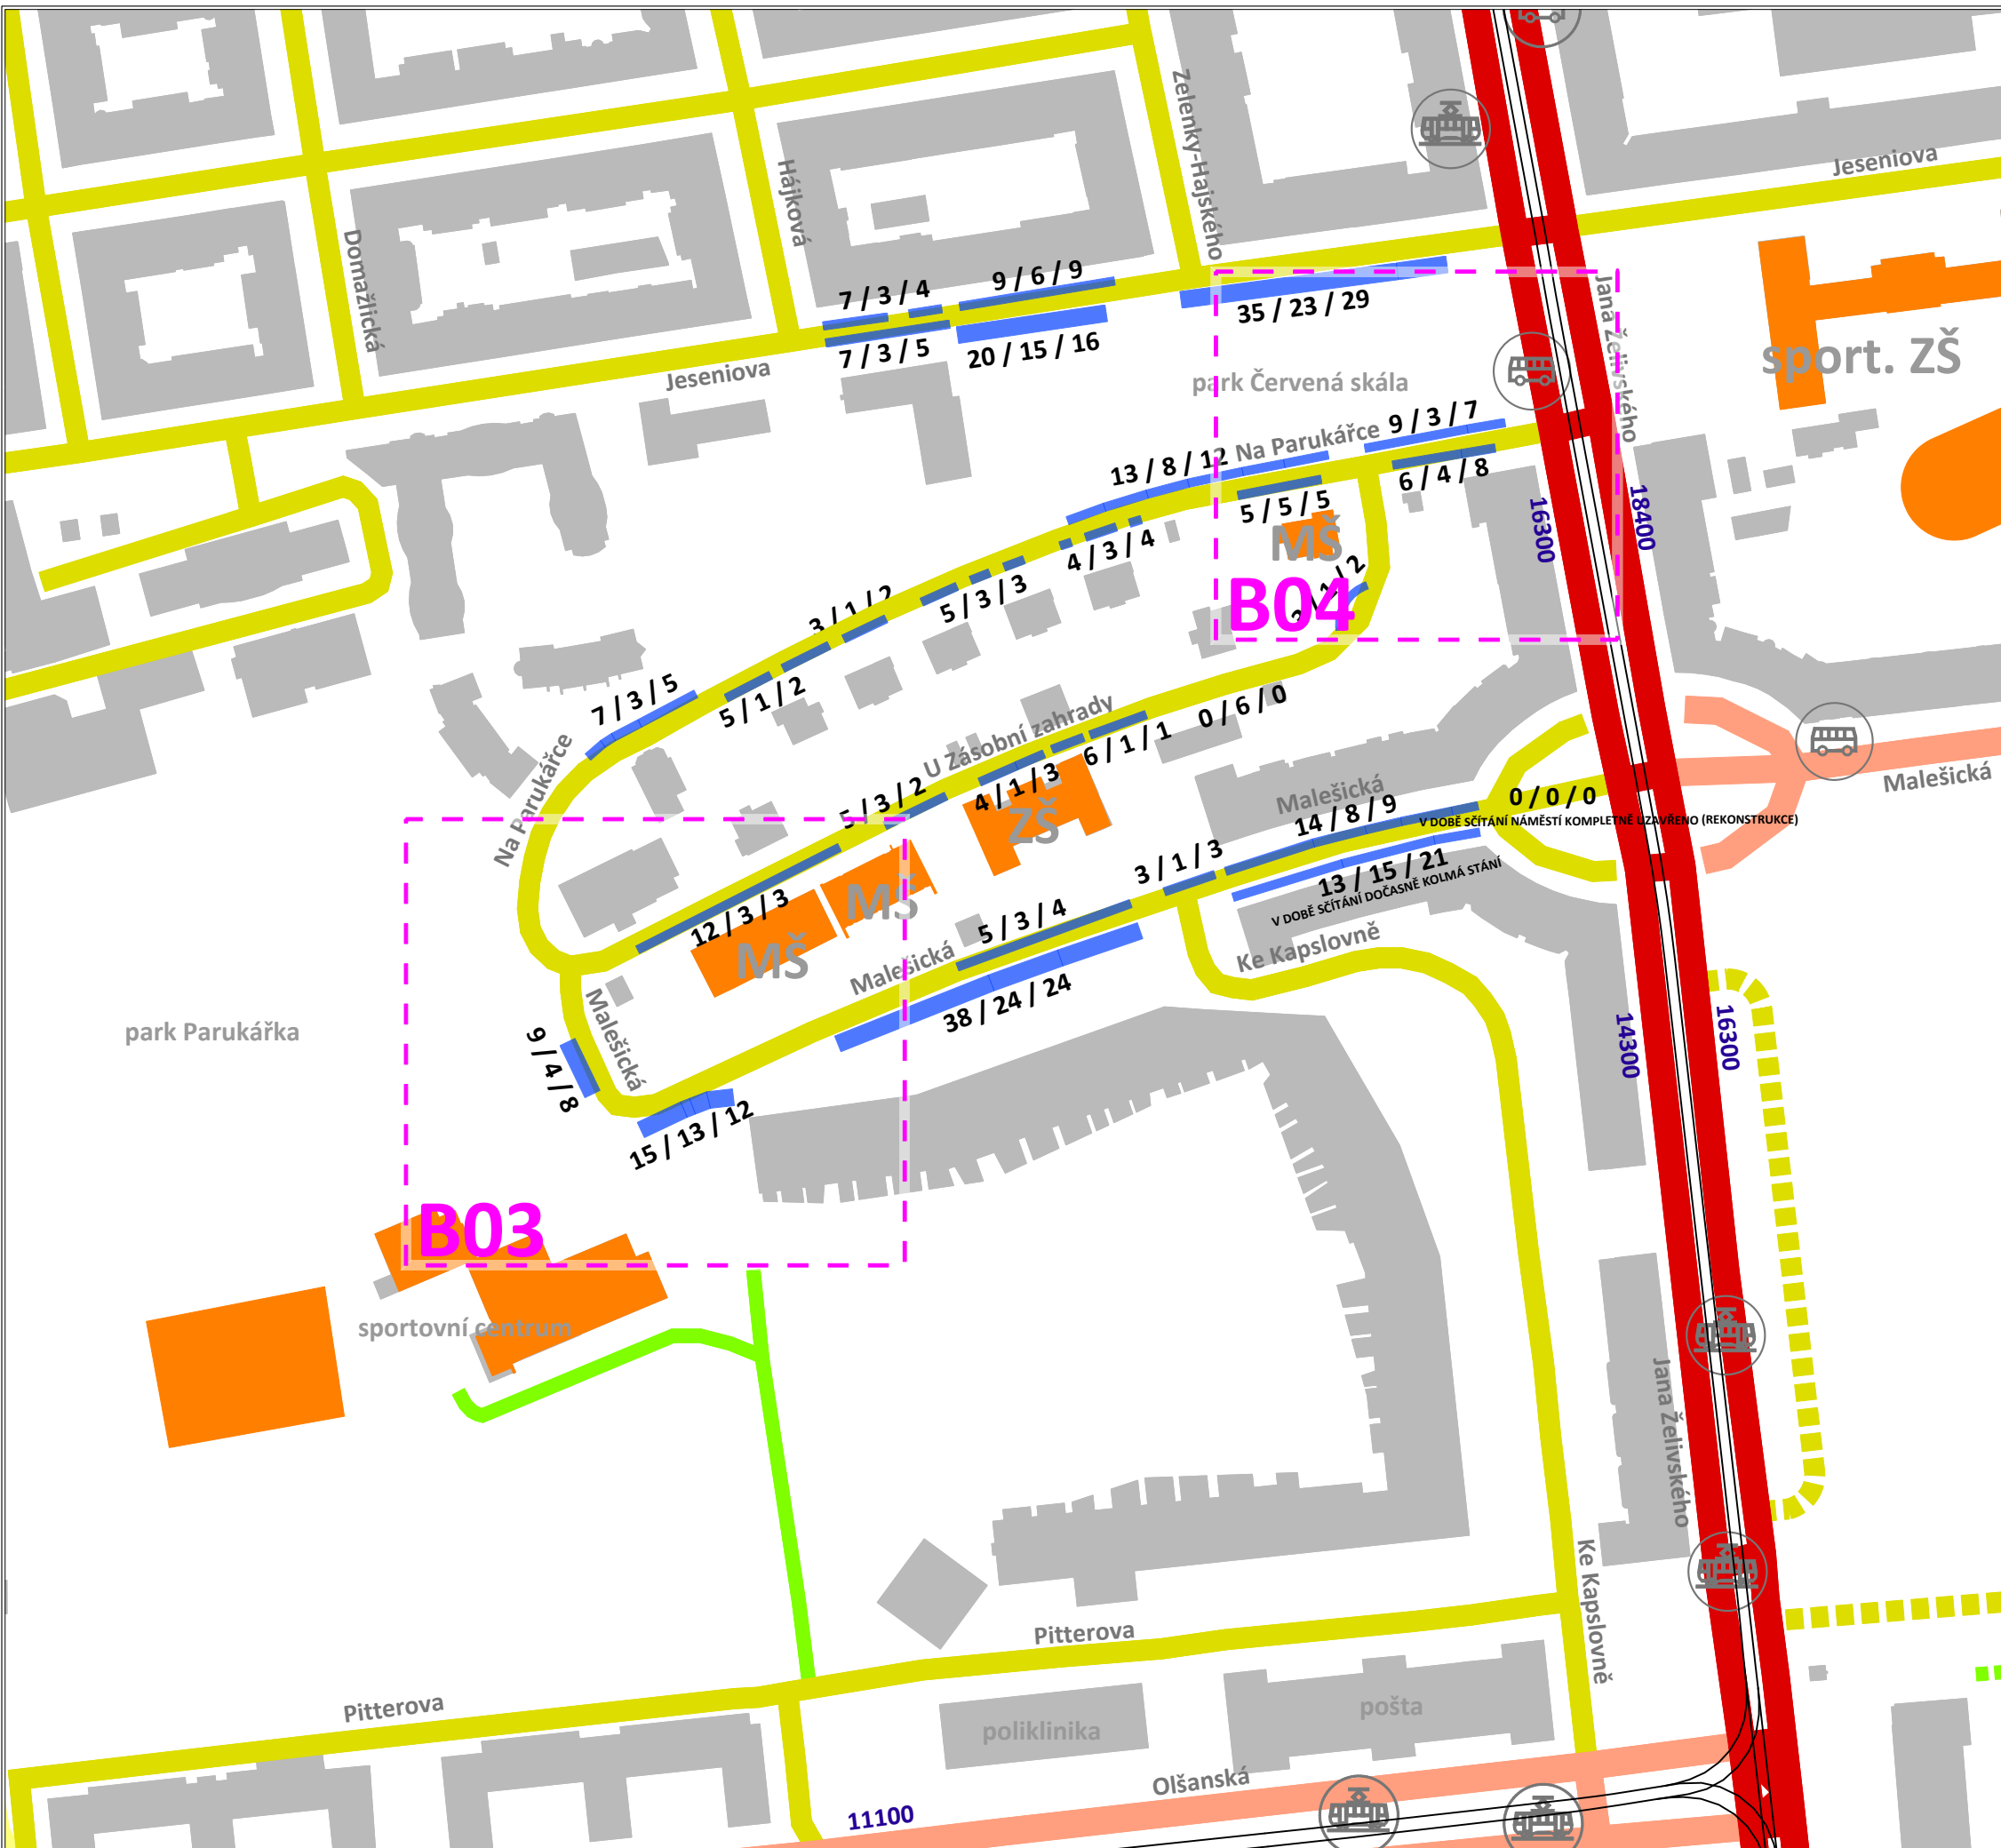 Zelenky-Hajského
Jeseniova
Hájková
Domažlická
9 / 6 / 9
7 / 3 / 4
Jana Želivského
35 / 23 / 29
7 / 3 / 5
20 / 15 / 16
sport. ZŠ
Jeseniova
park Červená skála
9 / 3 / 7
Na Parukářce
13 / 8 / 12
6 / 4 / 8
5 / 5 / 5
16300
18400
MŠ
4 / 3 / 4
B04
3 / 1 / 2
5 / 3 / 3
7 / 3 / 5
5 / 1 / 2
0 / 6 / 0
U Zásobní zahrady
6 / 1 / 1
Na Parukářce
4 / 1 / 3
5 / 3 / 2
Malešická
Malešická
0 / 0 / 0
V DOBĚ SČÍTÁNÍ NÁMĚSTÍ KOMPLETNĚ UZAVŘENO (REKONSTRUKCE)
14 / 8 / 9
ZŠ
3 / 1 / 3
13 / 15 / 21
V DOBĚ SČÍTÁNÍ DOČASNĚ KOLMÁ STÁNÍ
MŠ
12 / 3 / 3
5 / 3 / 4
Ke Kapslovně
MŠ
Malešická
38 / 24 / 24
park Parukářka
Malešická
9 / 4 / 8
14300
16300
15 / 13 / 12
B03
sportovní centrum
Jana Želivského
Ke Kapslovně
Pitterova
Pitterova
pošta
poliklinika
Olšanská
11100